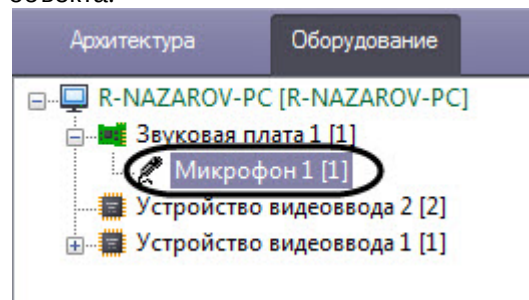 объекта.
Архитектура Оборудование
R-NAZAROV-PC [R-NAZAROV-PC]
Звуковая плата 1 [1]
Микрофон 1 [1]
Устройство видеоввода 2 [2]
Устройство видеоввода 1 [1]